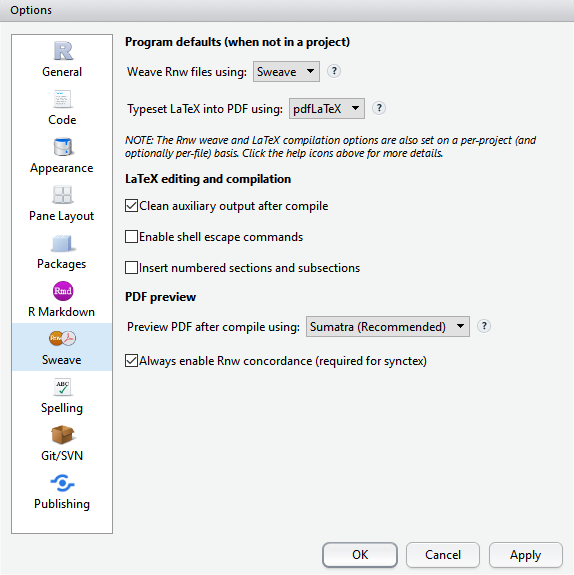 Options
General
Code
Appearance
Pane Layout
Packages
Rmd
R Markdown
Rnw
Sweave
ABC
Spelling
Git/SVN
Publishing
Program defaults (when not in a project)
Weave Rnw files using: Sweave ?
Typeset LaTeX into PDF using: pdfLaTeX ?
NOTE: The Rnw weave and LaTeX compilation options are also set on a per-project (and
optionally per-file) basis. Click the help icons above for more details.
LaTeX editing and compilation
Clean auxiliary output after compile
Enable shell escape commands
Insert numbered sections and subsections
PDF preview
Preview PDF after compile using: Sumatra (Recommended) ?
Always enable Rnw concordance (required for synctex)
OK Cancel Apply